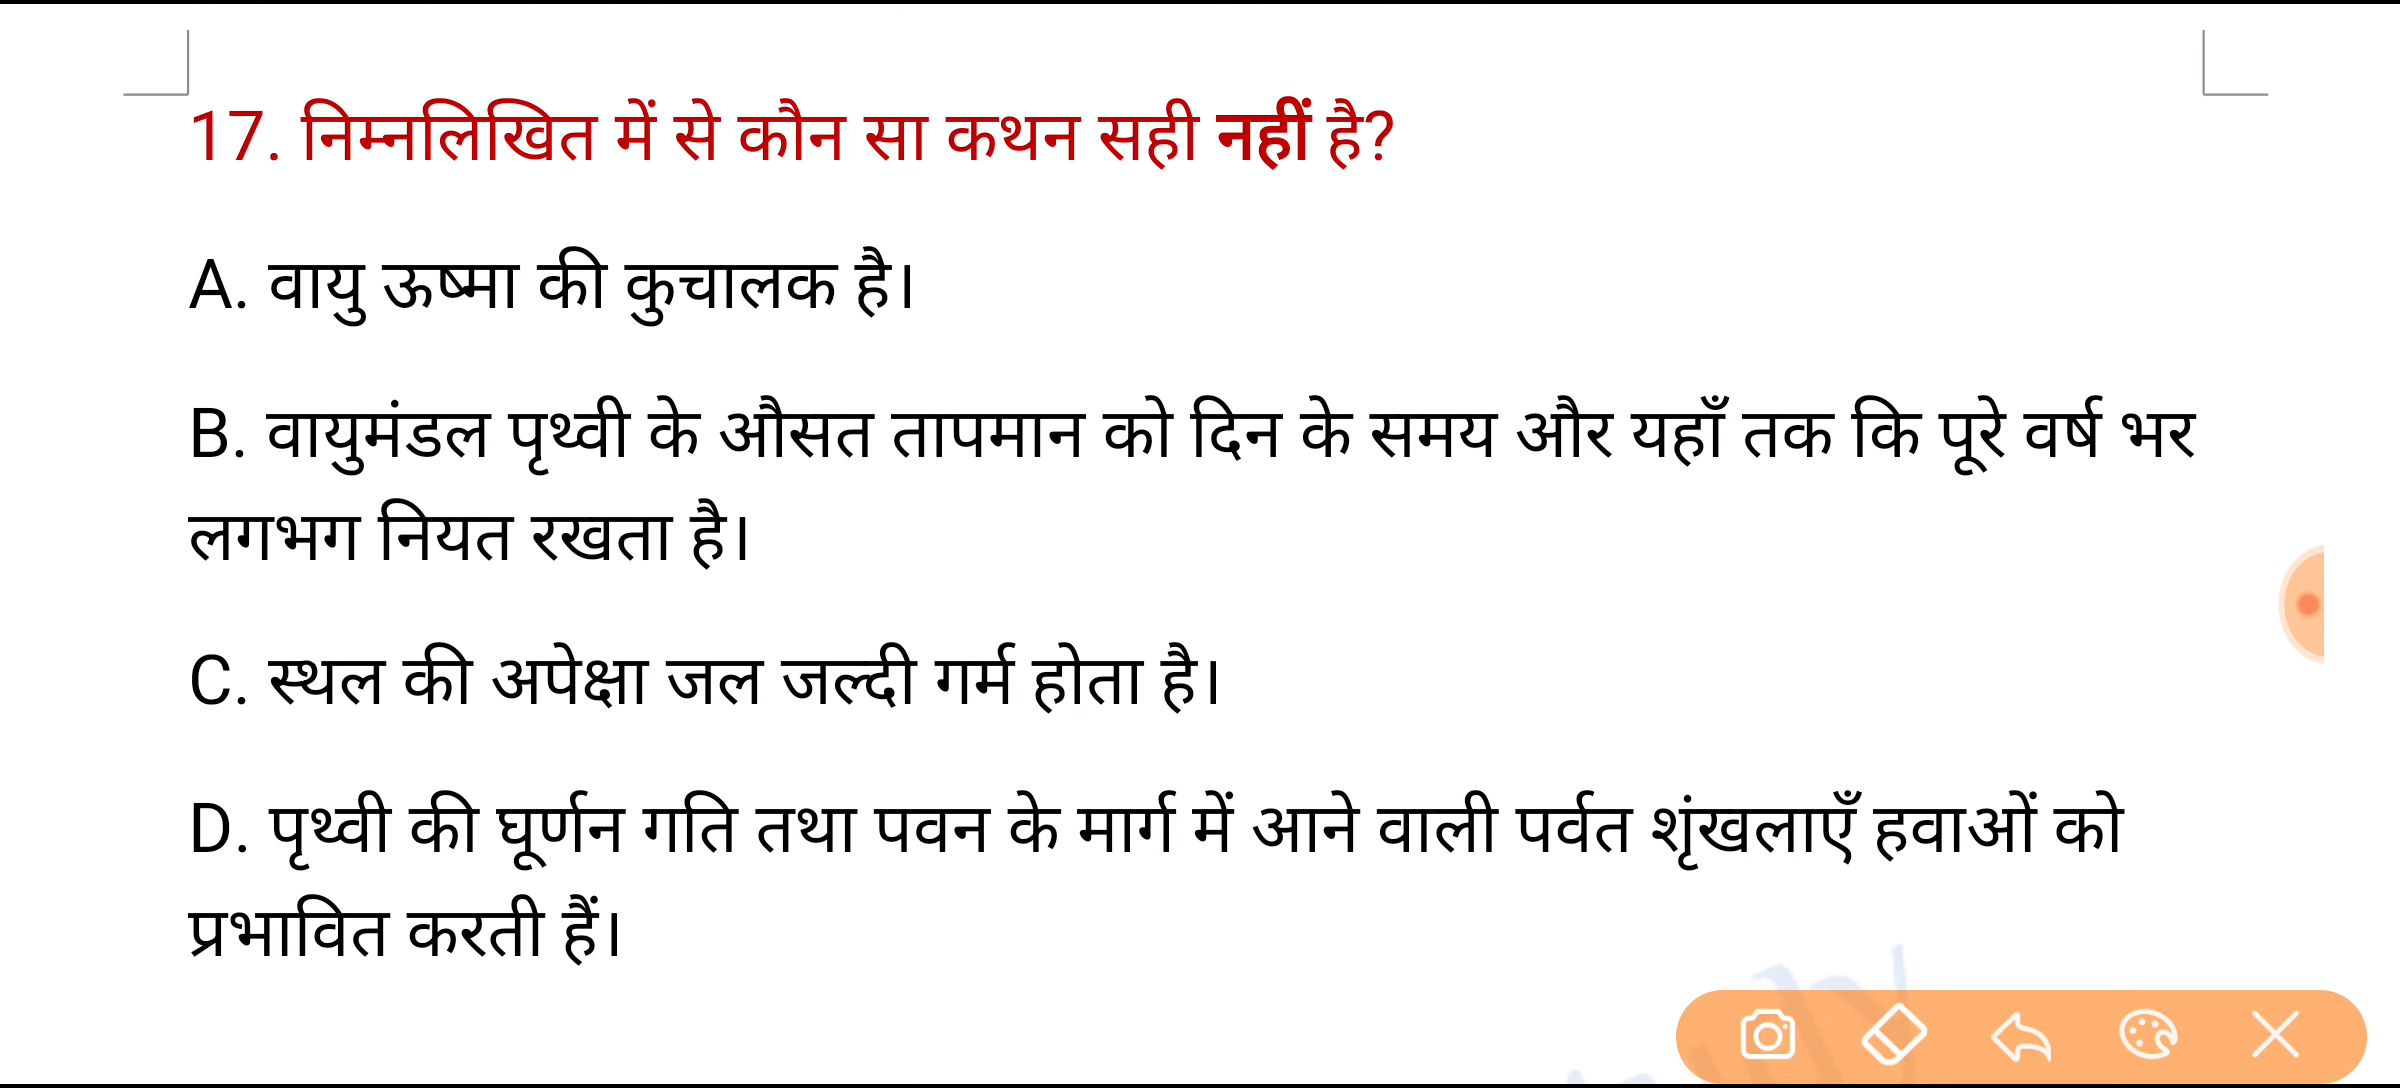 17. निम्नलिखित में से कौन सा कथन सही नहीं है?
A. वायु ऊष्मा की कुचालक है।
B. वायुमंडल पृथ्वी के औसत तापमान को दिन के समय और यहाँ तक कि पूरे वर्ष भर
लगभग नियत रखता है।
C. स्थल की अपेक्षा जल जल्दी गर्म होता है।
D. पृथ्वी की घूर्णन गति तथा पवन के मार्ग में आने वाली पर्वत शृंखलाएँ हवाओं को
प्रभावित करती हैं।